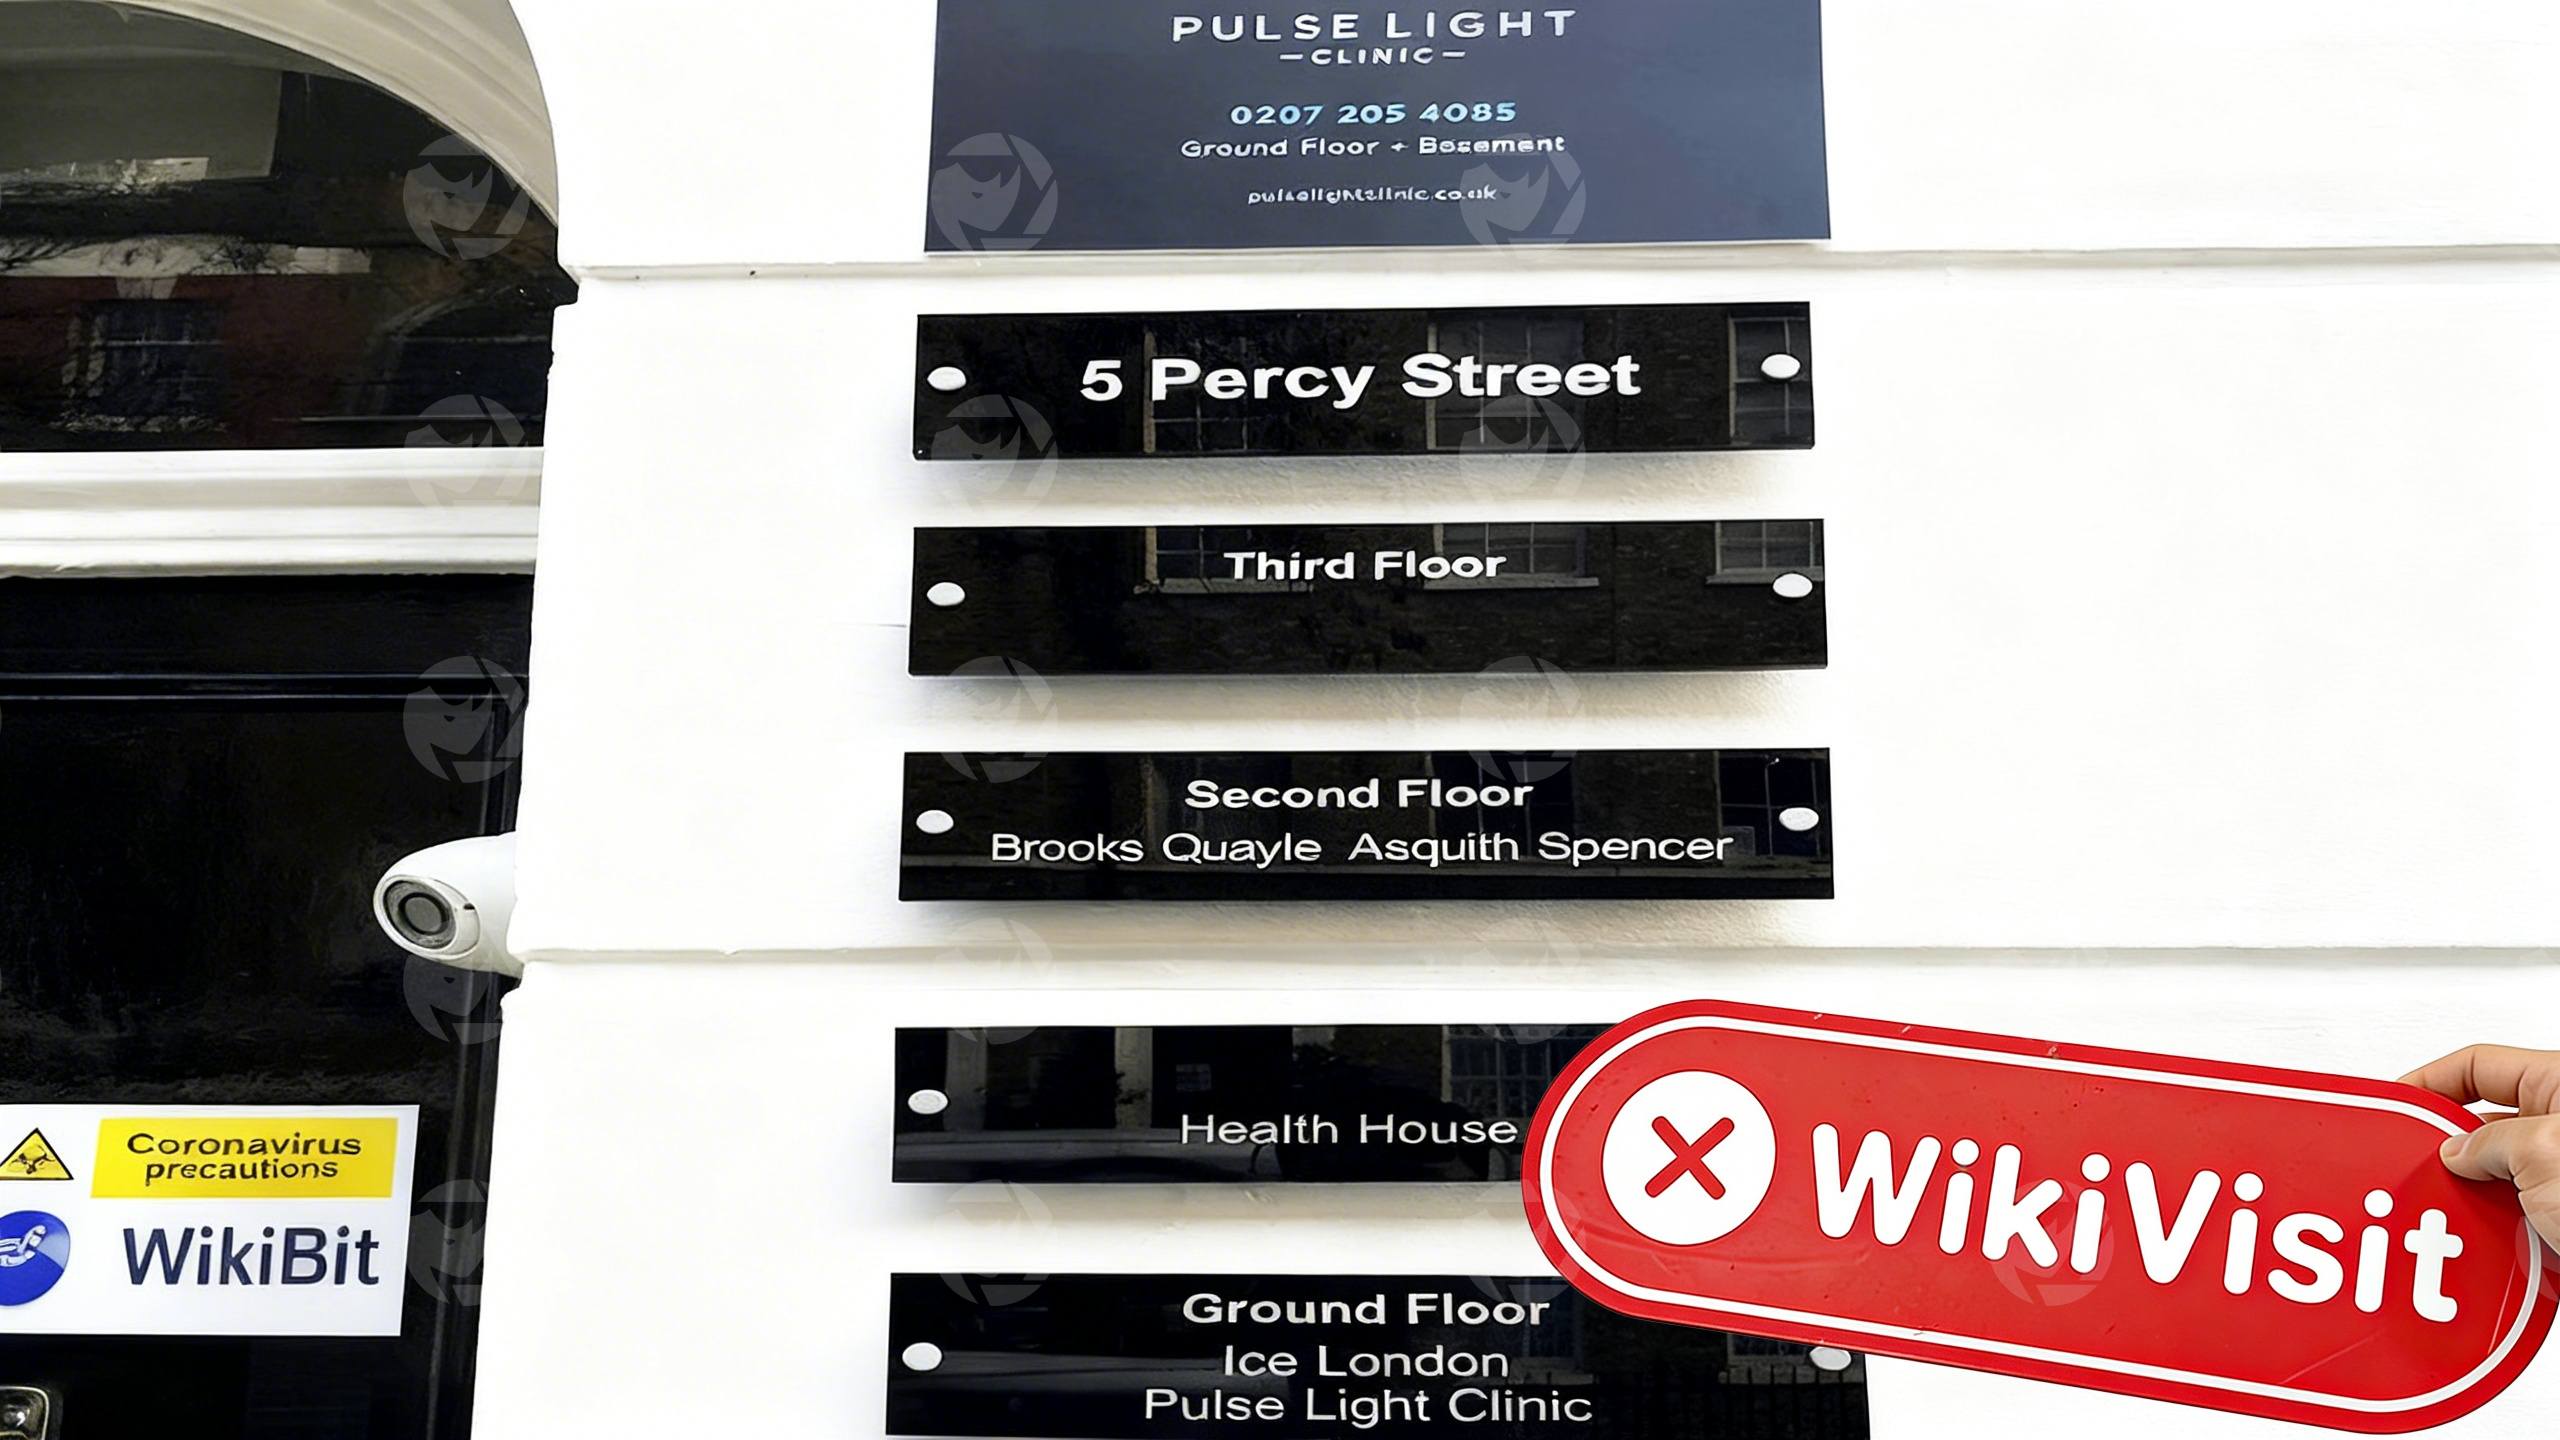 PULSE LIGHT
CLINIC
0207 205 4085
Ground Floor + Basement
pulselightclinic.co.uk
5 Percy Street
Third Floor
Second Floor
Brooks Quayle Asquith Spencer
Health House
Ground Floor
Ice London
Pulse Light Clinic
Coronavirus
precautions
WikiBit
WikiVisit